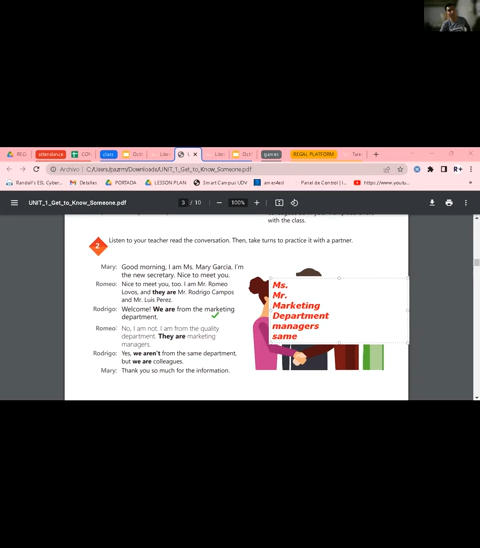 attendance
class
games
REGAL PLATFORM
Archivo
C:/Users/pazrm/Downloads/UNIT_1_Get_to_Know_Someone.pdf
Randall's ESL Cyber...
Detalles
PORTADA
LESSON PLAN
Smart Campus UDV
Panel de Control | I...
https://www.youtu...
UNIT_1_Get_to_Know_Someone.pdf
3 / 10
100%
with the class.
2
Listen to your teacher read the conversation. Then, take turns to practice it with a partner.
Mary: Good morning, I am Ms. Mary Garcia, I'm
the new secretary. Nice to meet you.
Romeo: Nice to meet you, too. I am Mr. Romeo
Lovos, and they are Mr. Rodrigo Campos
and Mr. Luis Perez.
Rodrigo: Welcome! We are from the marketing
department.
Romeo: No, I am not. I am from the quality
department. They are marketing
managers.
Rodrigo: Yes, we aren't from the same department,
but we are colleagues.
Mary: Thank you so much for the information.
Ms.
Mr.
Marketing
Department
managers
same